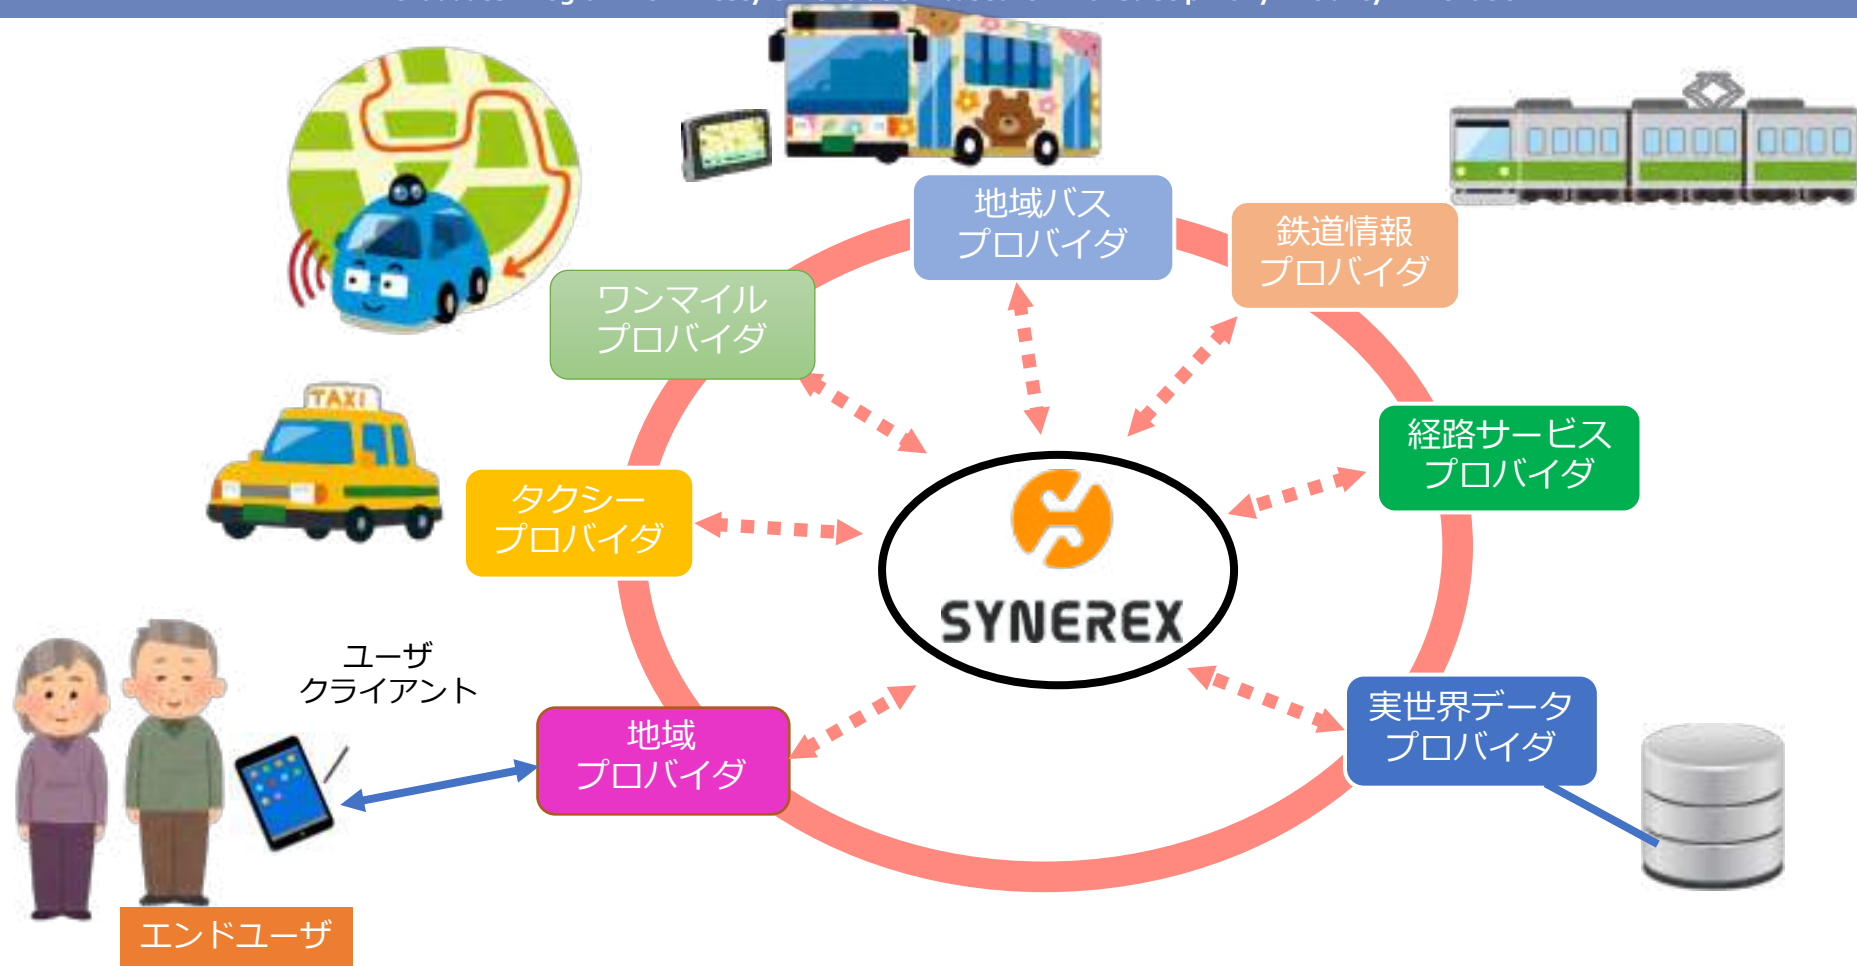 地域バス
プロバイダ
鉄道情報
プロバイダ
ワンマイル
プロバイダ
TAXI
経路サービス
プロバイダ
タクシー
プロバイダ
SYNEREX
ユーザ
クライアント
実世界データ
プロバイダ
地域
プロバイダ
エンドユーザ